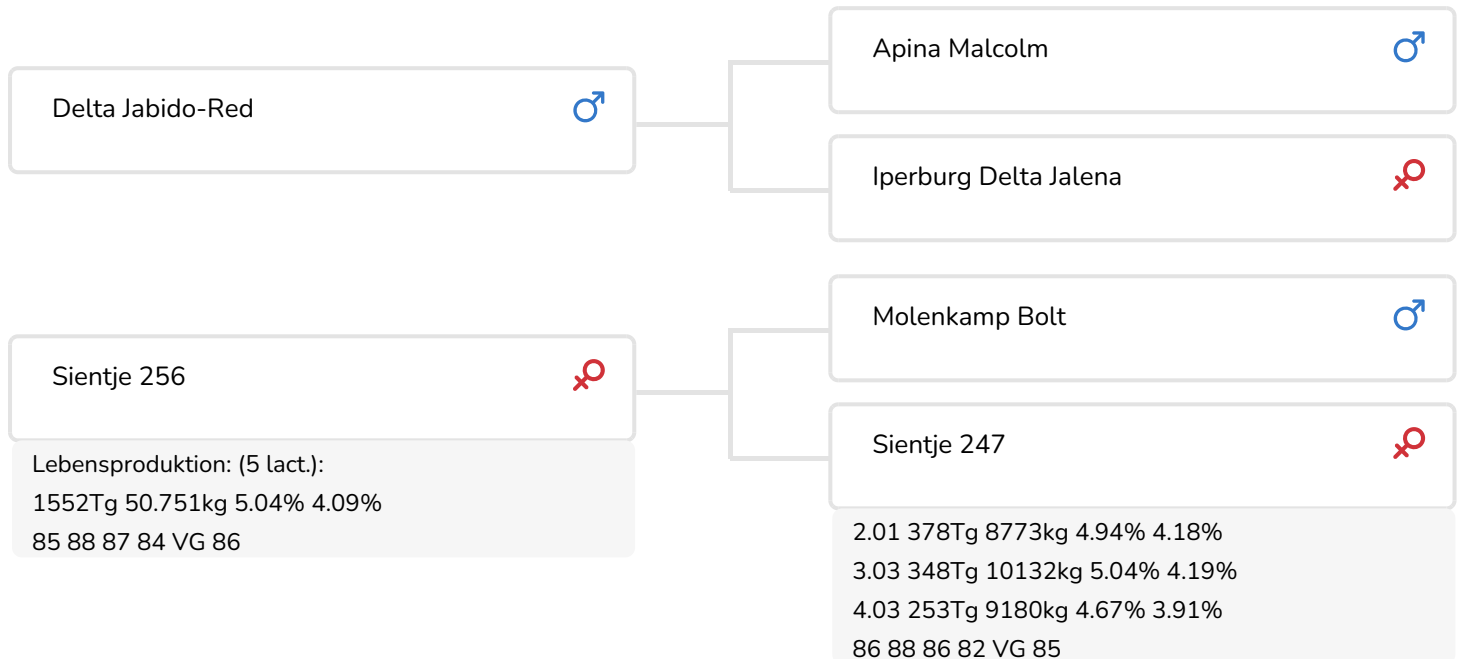 Delta Jabido-Red
Apina Malcolm
Iperburg Delta Jalena
Sientje 256
Lebensproduktion: (5 lact.):
1552Tg 50.751kg 5.04% 4.09%
85 88 87 84 VG 86
Molenkamp Bolt
Sientje 247
2.01 378Tg 8773kg 4.94% 4.18%
3.03 348Tg 10132kg 5.04% 4.19%
4.03 253Tg 9180kg 4.67% 3.91%
86 88 86 82 VG 85